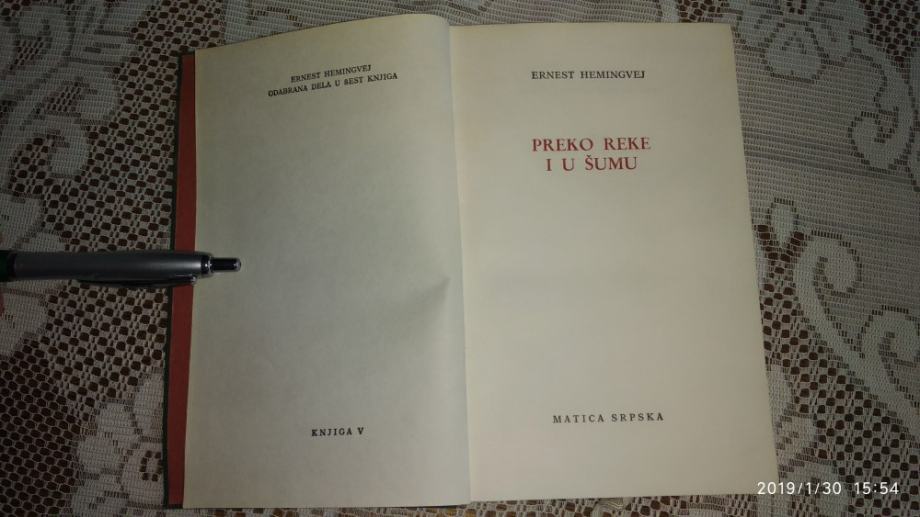 ERNEST HEMINGVEJ
ODABRANA DELA U ŠEST KNJIGA
KNJIGA V
ERNEST HEMINGVEJ
PREKO REKE
I U ŠUMU
MATICA SRPSKA
2019/1/30 15:54